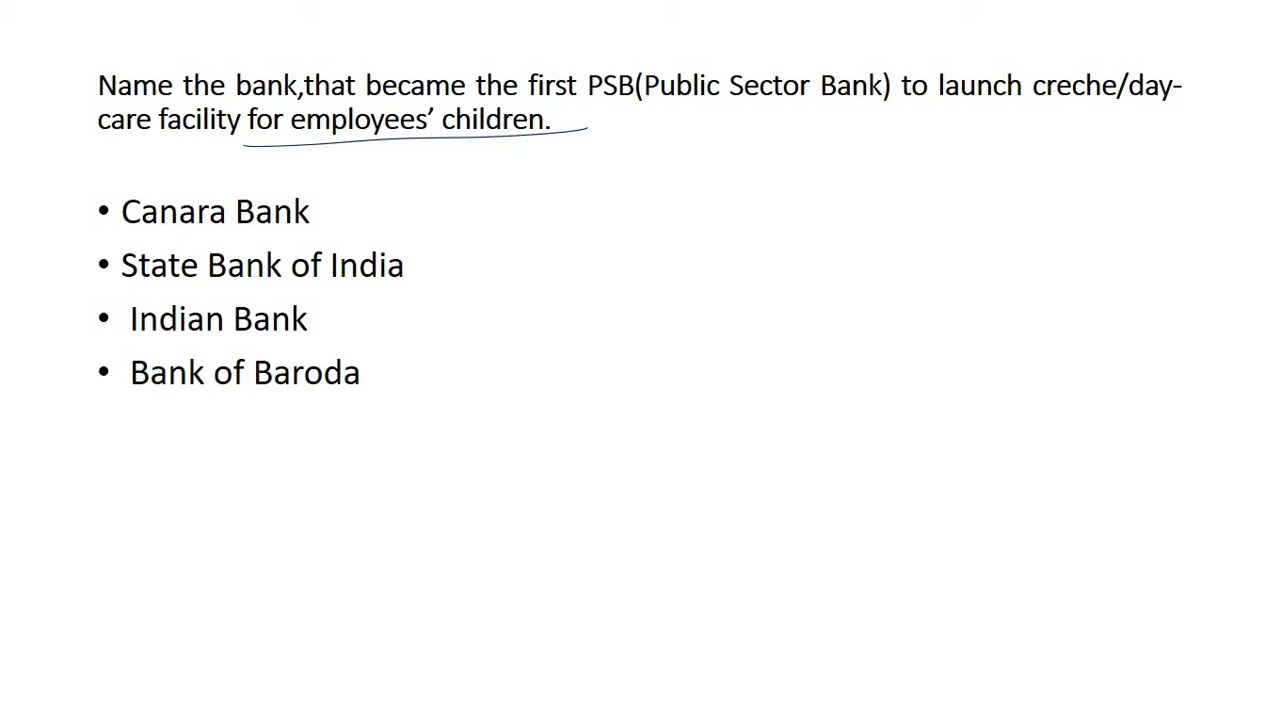 Name the bank,that became the first PSB(Public Sector Bank) to launch creche/day-
care facility for employees’ children.
• Canara Bank
• State Bank of India
• Indian Bank
• Bank of Baroda